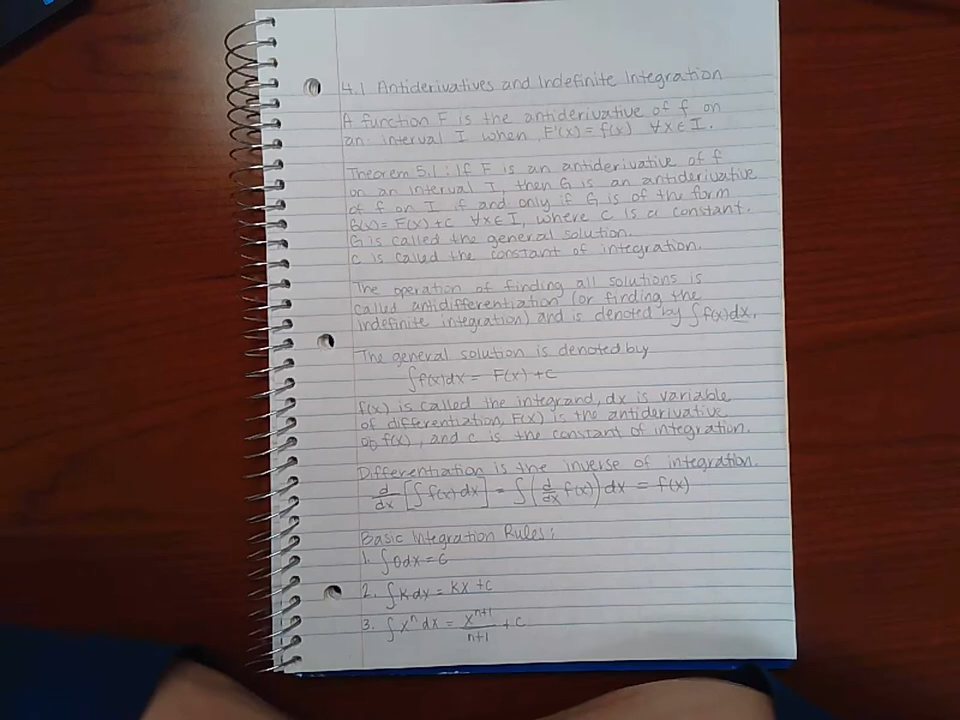 4.1 Antiderivatives and Indefinite Integration
A function F is the antiderivative of f on
an interval I when F'(x) = f(x) ∀x∈I.
Theorem 5.1: If F is an antiderivative of f
on an interval I, then G is an antiderivative
of f on I if and only if G is of the form
G(x) = F(x) + C ∀x∈I, where C is a constant.
G is called the general solution.
C is called the constant of integration.
The operation of finding all solutions is
called antidifferentiation (or finding the
indefinite integration) and is denoted by ∫f(x)dx.
The general solution is denoted by
∫f(x)dx = F(x) + C
f(x) is called the integrand, dx is variable
of differentiation, F(x) is the antiderivative
of f(x), and C is the constant of integration.
Differentiation is the inverse of integration.
d/dx [∫f(x)dx] = ∫(d/dx f(x)) dx = f(x)
Basic Integration Rules:
1. ∫0dx = C
2. ∫k dx = kx + C
3. ∫x^n dx = x^(n+1)/(n+1) + C